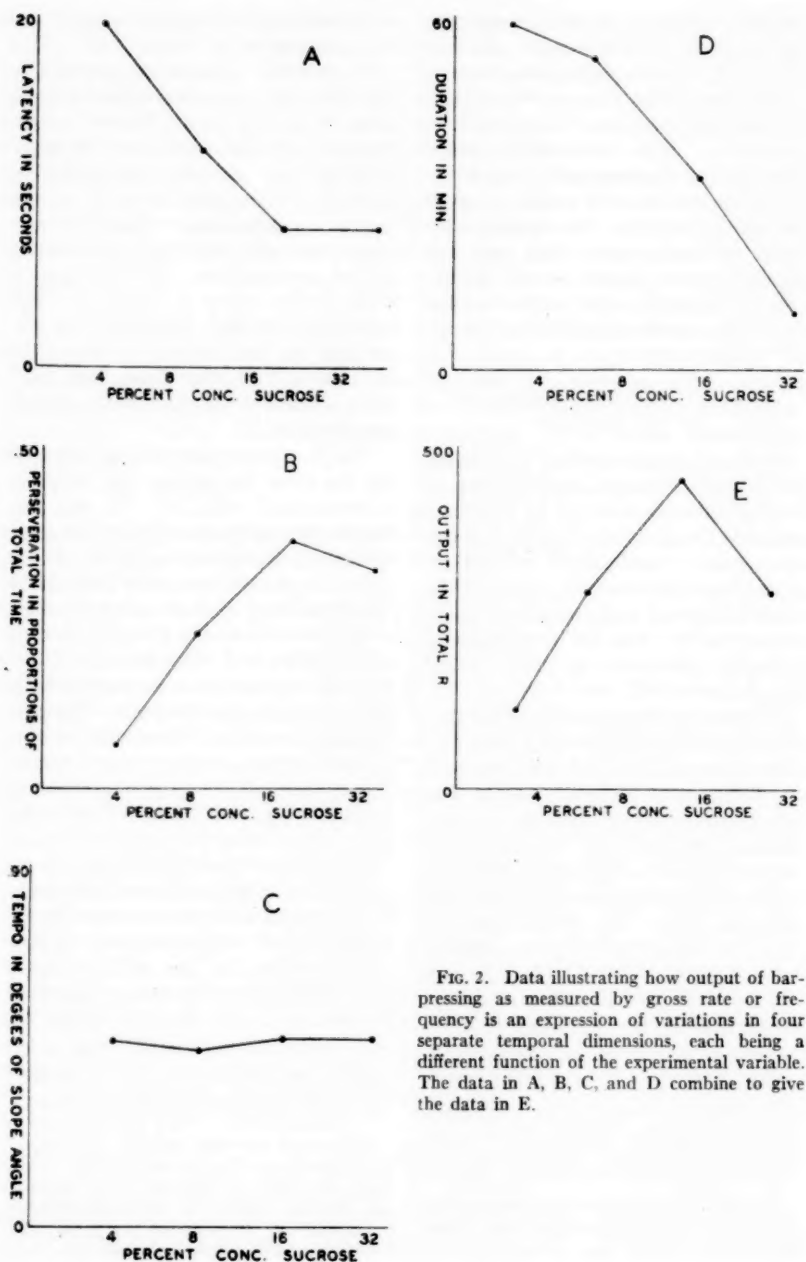 20
LATENCY IN SECONDS
0
A
4 8 16 32
PERCENT CONC. SUCROSE
60
DURATION IN MIN
0
D
4 8 16 32
PERCENT CONC. SUCROSE
.50
PERSEVERATION IN PROPORTIONS OF
TOTAL TIME
0
B
4 8 16 32
PERCENT CONC. SUCROSE
500
OUTPUT IN TOTAL R
0
E
4 8 16 32
PERCENT CONC. SUCROSE
90
TEMPO IN DEGREES OF SLOPE ANGLE
0
C
4 8 16 32
PERCENT CONC. SUCROSE
FIG. 2. Data illustrating how output of bar-
pressing as measured by gross rate or fre-
quency is an expression of variations in four
separate temporal dimensions, each being a
different function of the experimental variable.
The data in A, B, C, and D combine to give
the data in E.